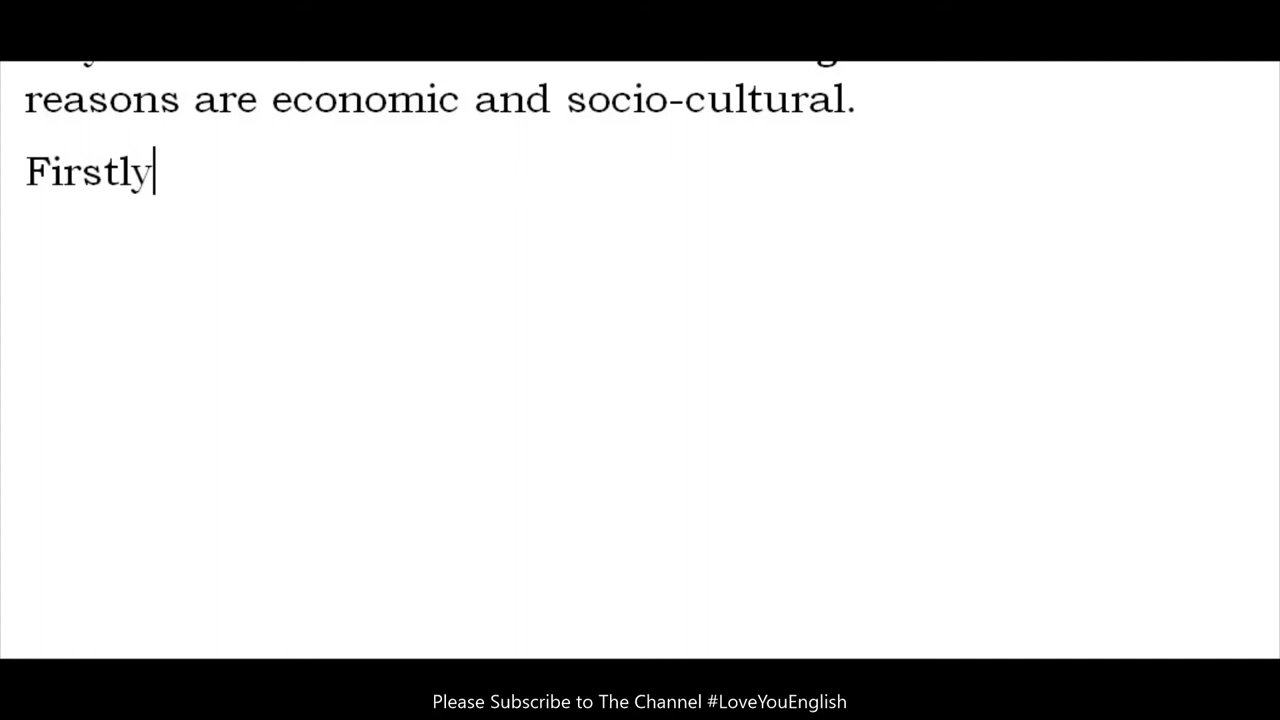 reasons are economic and socio-cultural.
Firstly
Please Subscribe to The Channel #LoveYouEnglish